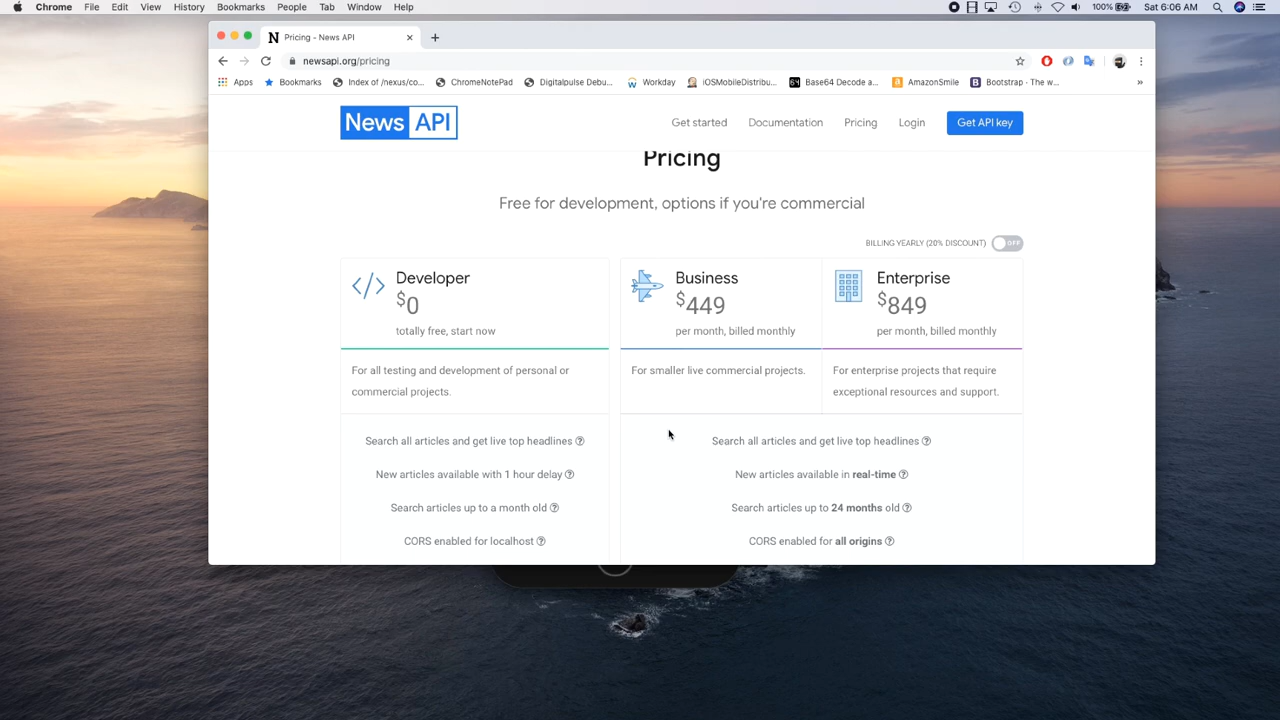 Chrome File Edit View History Bookmarks People Tab Window Help 100% Sat 6:06 AM
N Pricing - News API
newsapi.org/pricing
Apps Bookmarks Index of /nexus/co... ChromeNotePad Digitalpulse Debu... Workday iOSMobileDistribu... Base64 Decode a... AmazonSmile Bootstrap · The w... »
News API Get started Documentation Pricing Login Get API key
Pricing
Free for development, options if you're commercial
BILLING YEARLY (20% DISCOUNT) OFF
Developer
$0
totally free, start now
For all testing and development of personal or
commercial projects.
Search all articles and get live top headlines
New articles available with 1 hour delay
Search articles up to a month old
CORS enabled for localhost
Business
$449
per month, billed monthly
For smaller live commercial projects.
Enterprise
$849
per month, billed monthly
For enterprise projects that require
exceptional resources and support.
Search all articles and get live top headlines
New articles available in real-time
Search articles up to 24 months old
CORS enabled for all origins